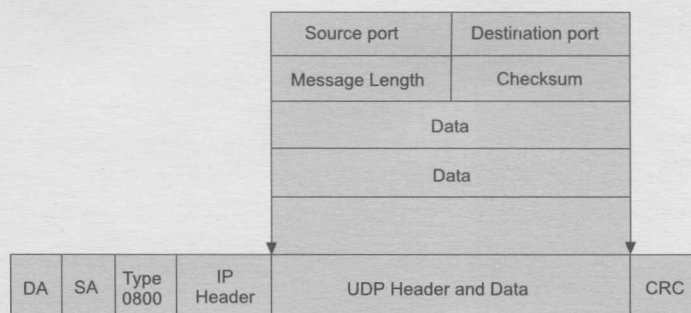 Source port
Destination port
Message Length
Checksum
Data
Data
DA
SA
Type
0800
IP
Header
UDP Header and Data
CRC